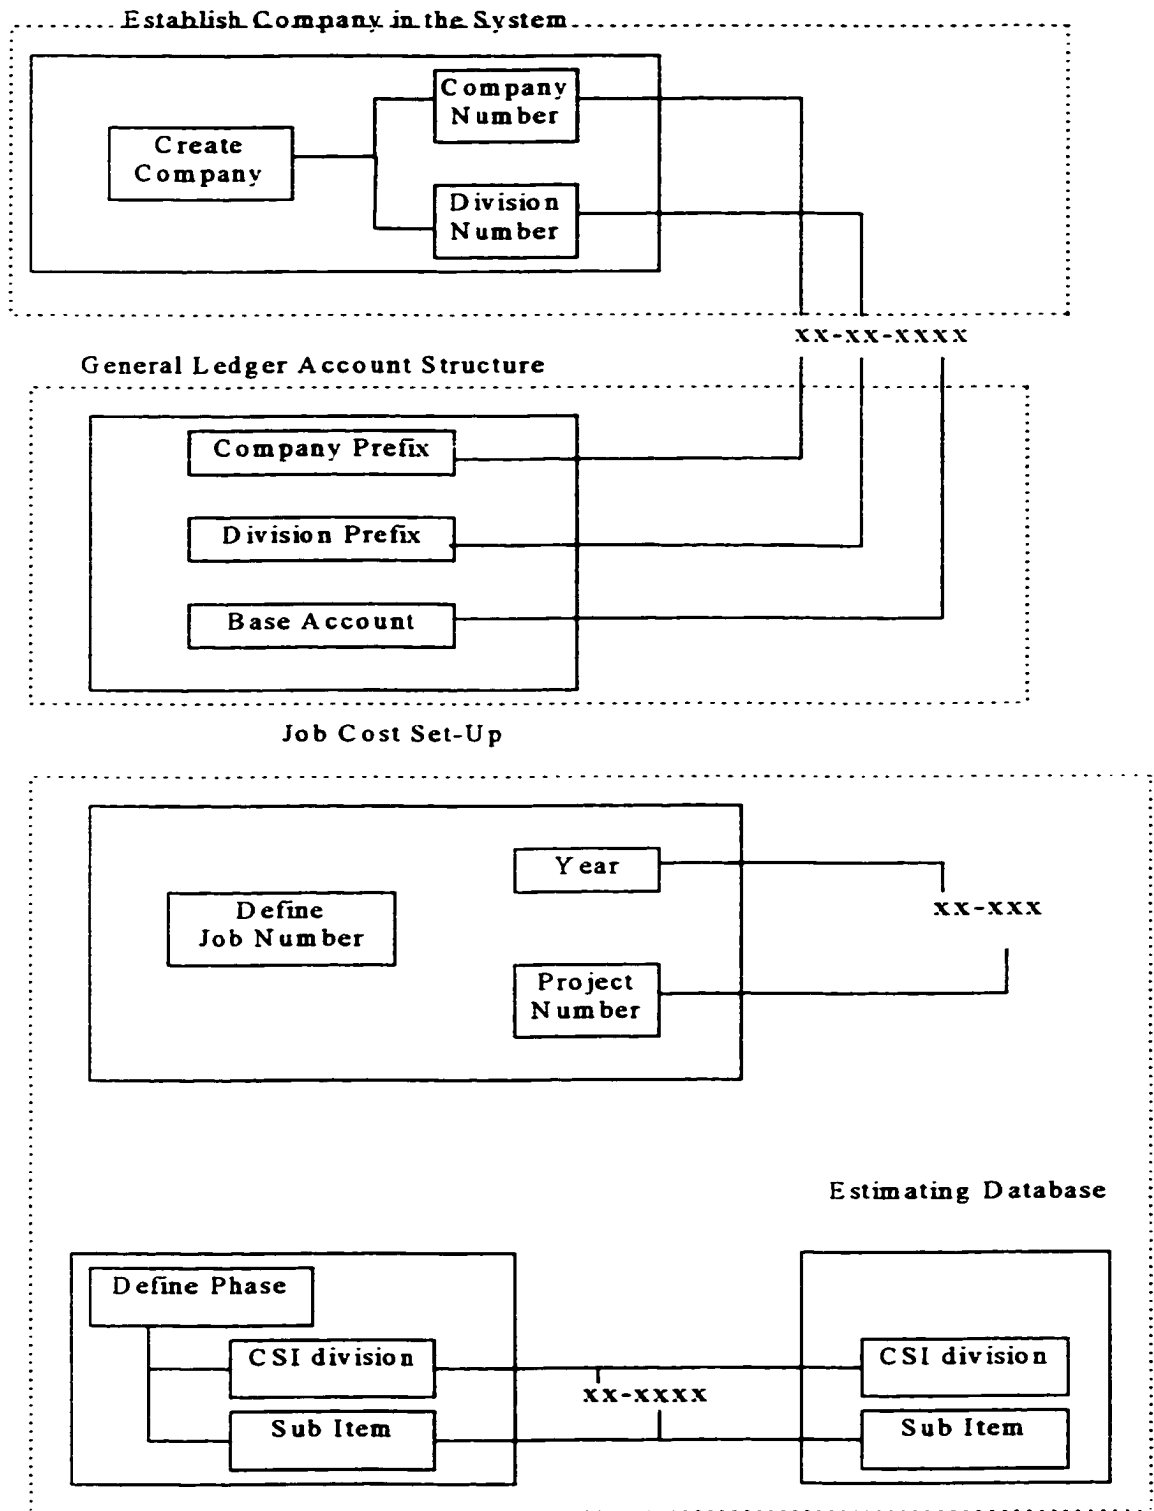 Establish Company in the System
Company
Number
Create
Company
Division
Number
xx-xx-xxxx
General Ledger Account Structure
Company Prefix
Division Prefix
Base Account
Job Cost Set-Up
Year
Define
Job Number
xx-xxx
Project
Number
Estimating Database
Define Phase
CSI division
CSI division
xx-xxxx
Sub Item
Sub Item